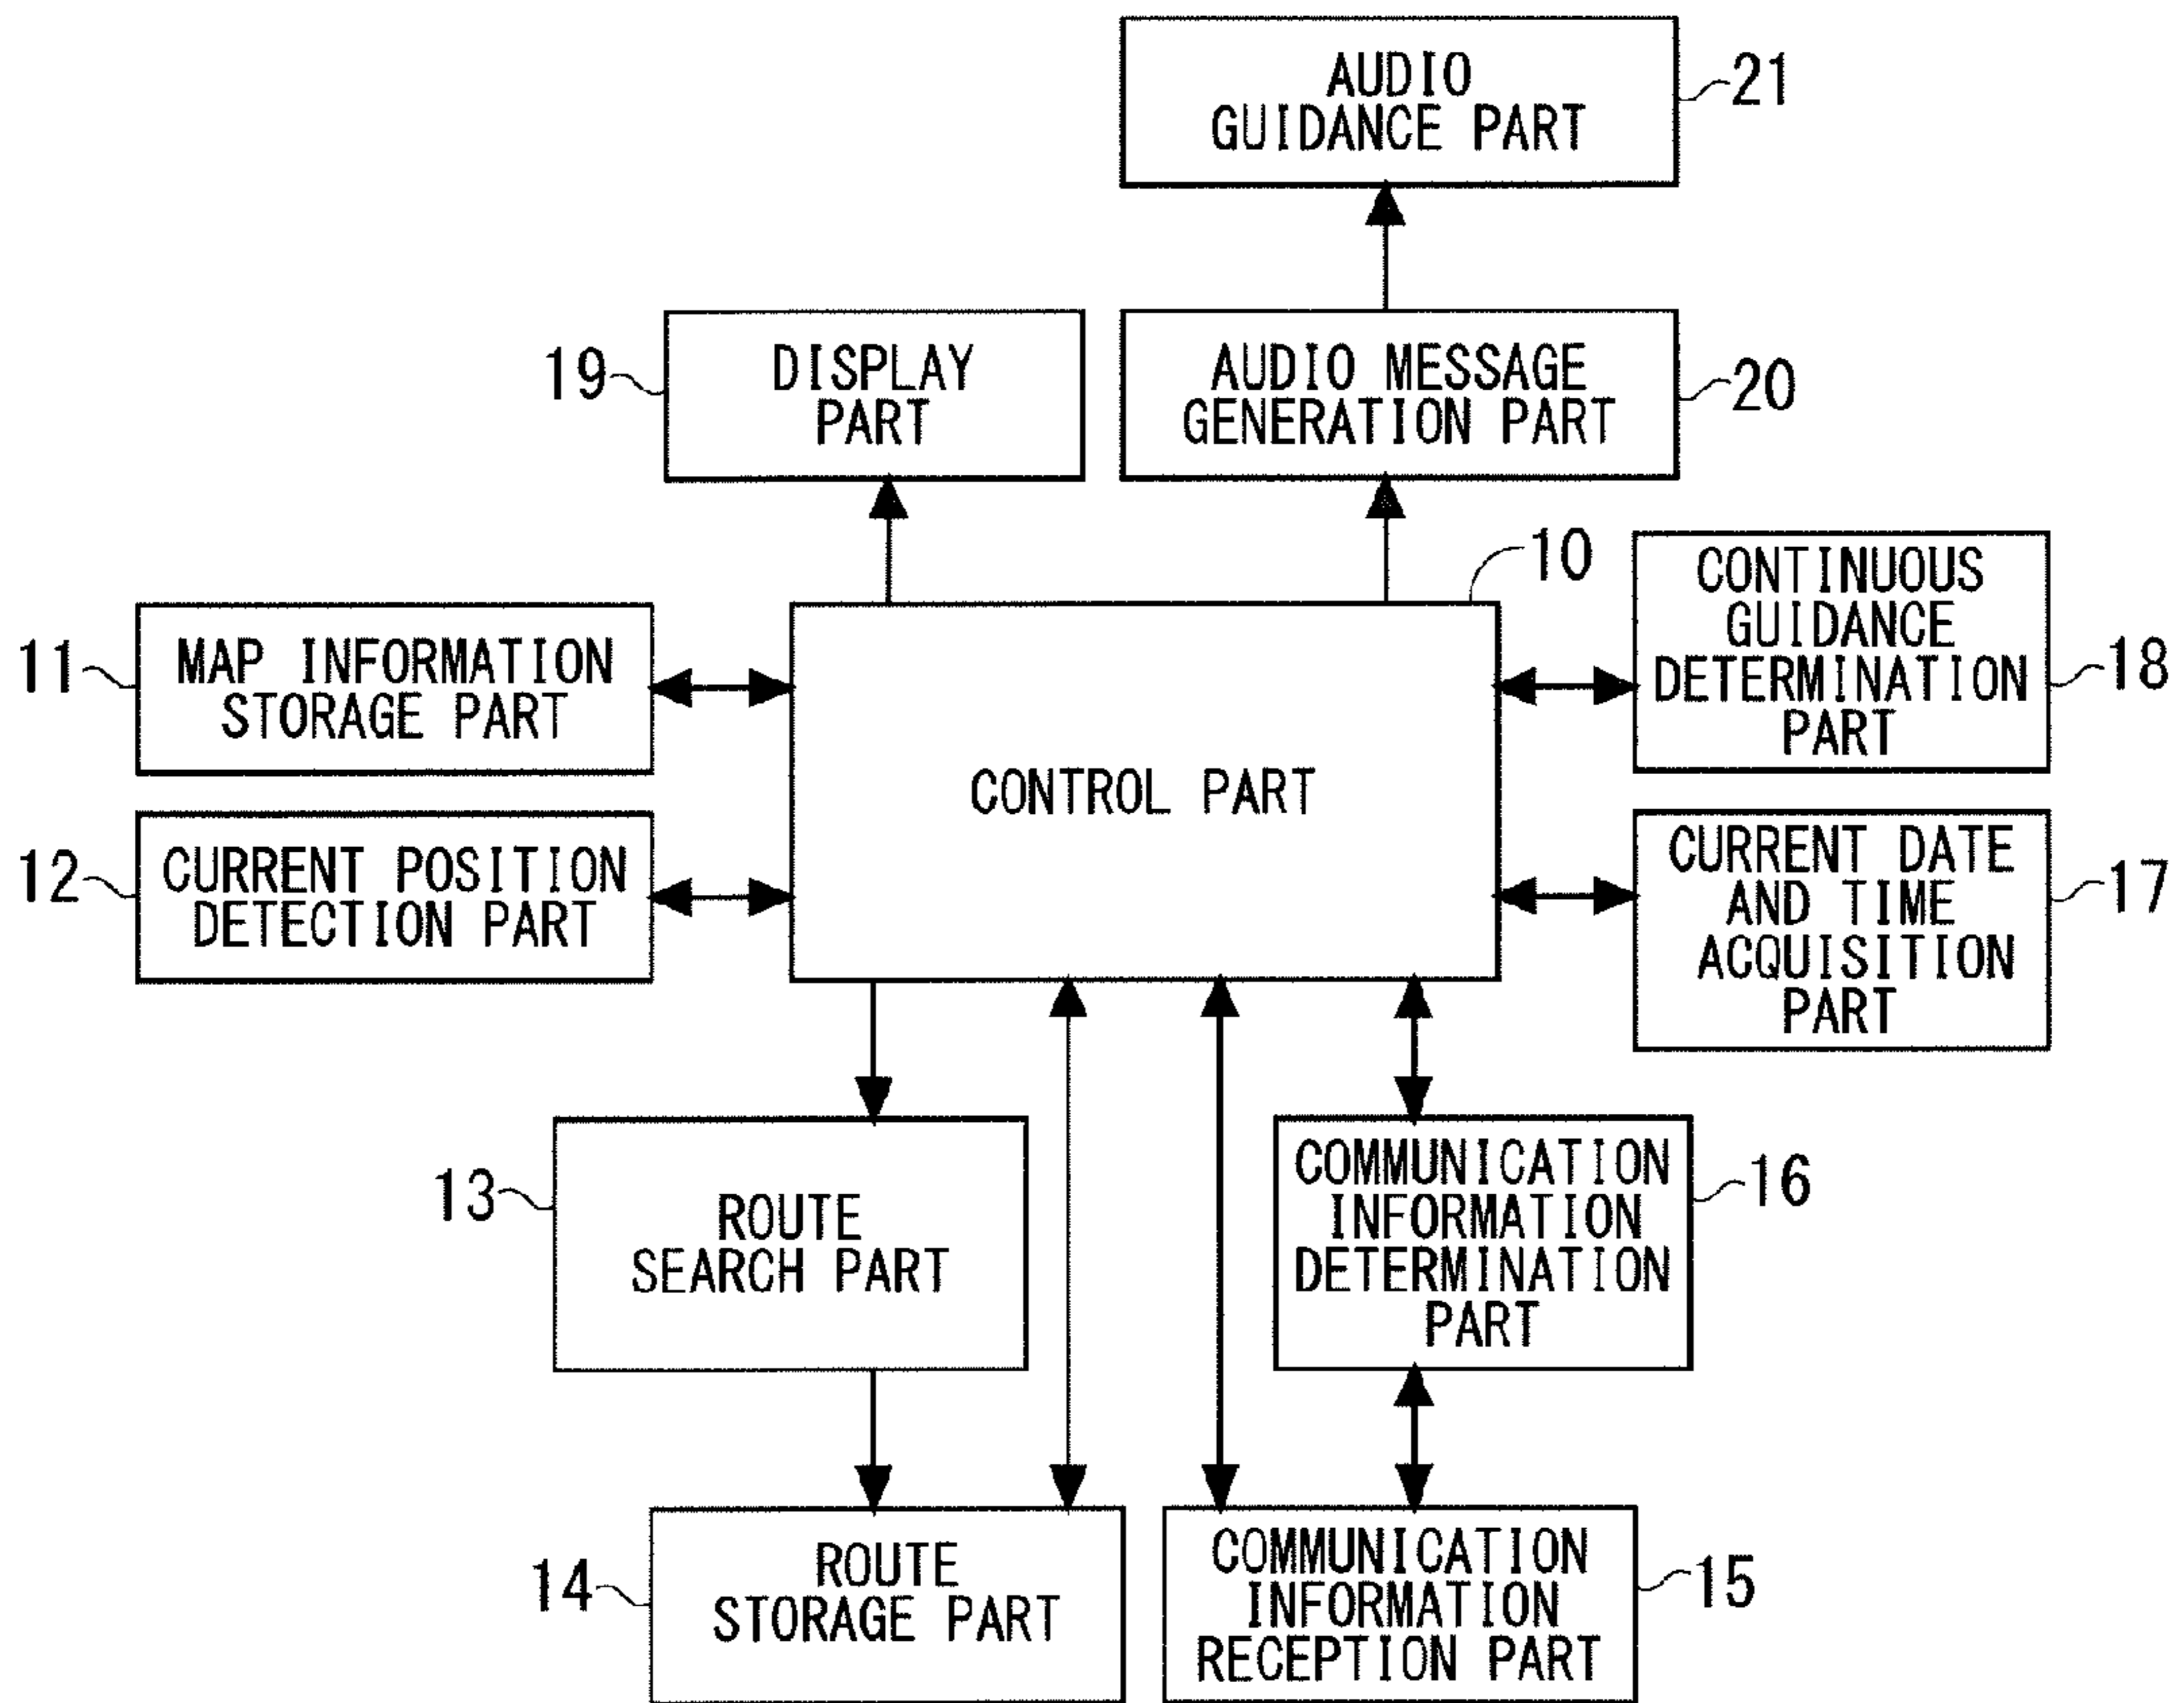 AUDIO
GUIDANCE PART
21
DISPLAY
PART
19
AUDIO MESSAGE
GENERATION PART
20
10
CONTINUOUS
GUIDANCE
DETERMINATION
PART
18
MAP INFORMATION
STORAGE PART
11
CONTROL PART
CURRENT POSITION
DETECTION PART
12
CURRENT DATE
AND TIME
ACQUISITION
PART
17
13
ROUTE
SEARCH PART
COMMUNICATION
INFORMATION
DETERMINATION
PART
16
14
ROUTE
STORAGE PART
COMMUNICATION
INFORMATION
RECEPTION PART
15